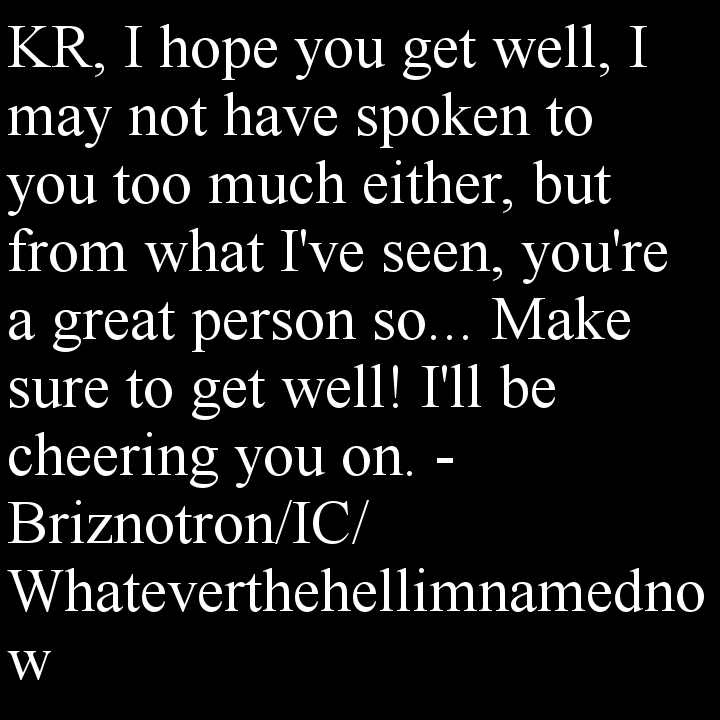 KR, I hope you get well, I
may not have spoken to
you too much either, but
from what I've seen, you're
a great person so... Make
sure to get well! I'll be
cheering you on. -
Briznotron/IC/
Whateverthehellimnamedno
w